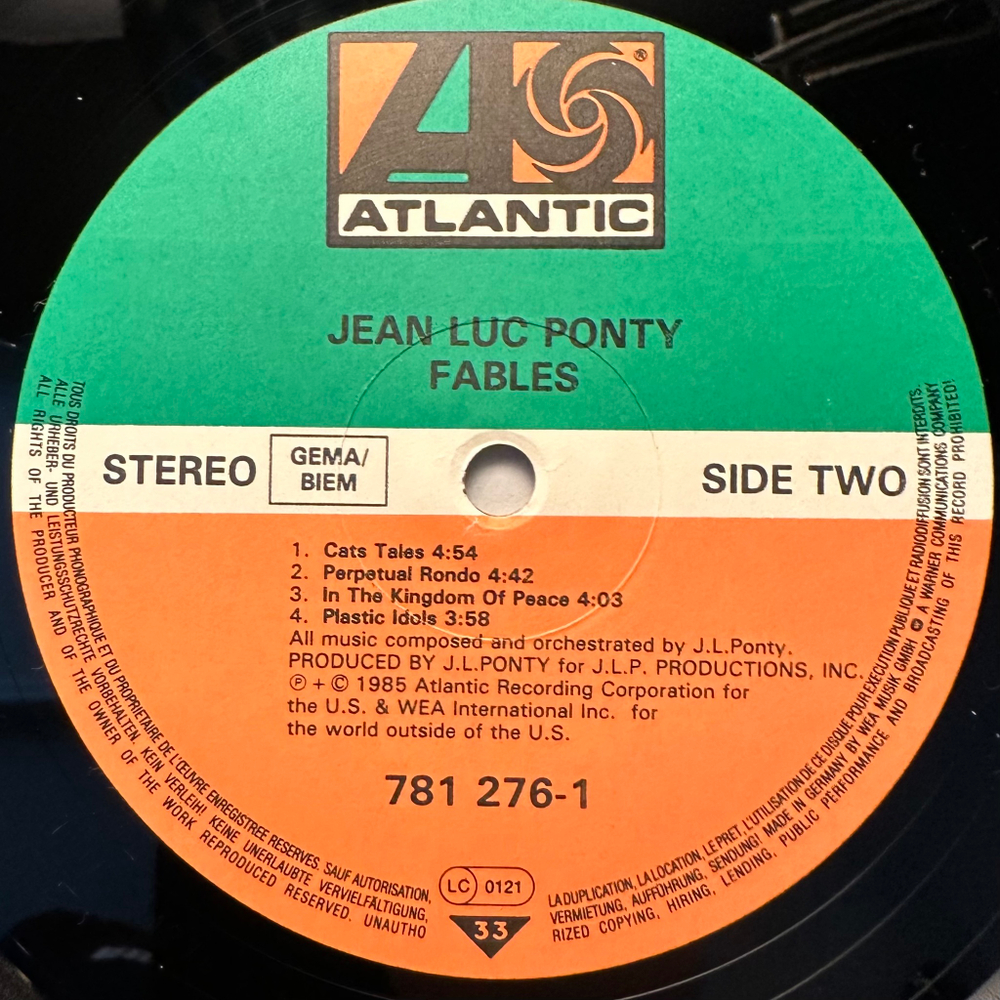 ATLANTIC
®
JEAN LUC PONTY
FABLES
STEREO
GEMA/
BIEM
SIDE TWO
1. Cats Tales 4:54
2. Perpetual Rondo 4:42
3. In The Kingdom Of Peace 4:03
4. Plastic Idols 3:58
All music composed and orchestrated by J.L.Ponty.
PRODUCED BY J.L.PONTY for J.L.P. PRODUCTIONS, INC.
℗ + © 1985 Atlantic Recording Corporation for
the U.S. & WEA International Inc. for
the world outside of the U.S.
781 276-1
LC 0121
33
TOUS DROITS DU PRODUCTEUR PHONOGRAPHIQUE ET DU PROPRIETAIRE DE L'ŒUVRE ENREGISTREE RESERVES. SAUF AUTORISATION, LA DUPLICATION, LA LOCATION, LE PRET, L'UTILISATION DE CE DISQUE POUR EXECUTION PUBLIQUE ET RADIODIFFUSION SONT INTERDITS.
ALLE URHEBER- UND LEISTUNGSSCHUTZRECHTE VORBEHALTEN. KEIN VERLEIH! KEINE UNERLAUBTE VERVIELFÄLTIGUNG, VERMIETUNG, AUFFÜHRUNG, SENDUNG! MADE IN GERMANY BY WEA MUSIK GMBH A WARNER COMMUNICATIONS COMPANY
ALL RIGHTS OF THE PRODUCER AND OF THE OWNER OF THE WORK REPRODUCED RESERVED. UNAUTHORIZED COPYING, HIRING, LENDING, PUBLIC PERFORMANCE AND BROADCASTING OF THIS RECORD PROHIBITED!